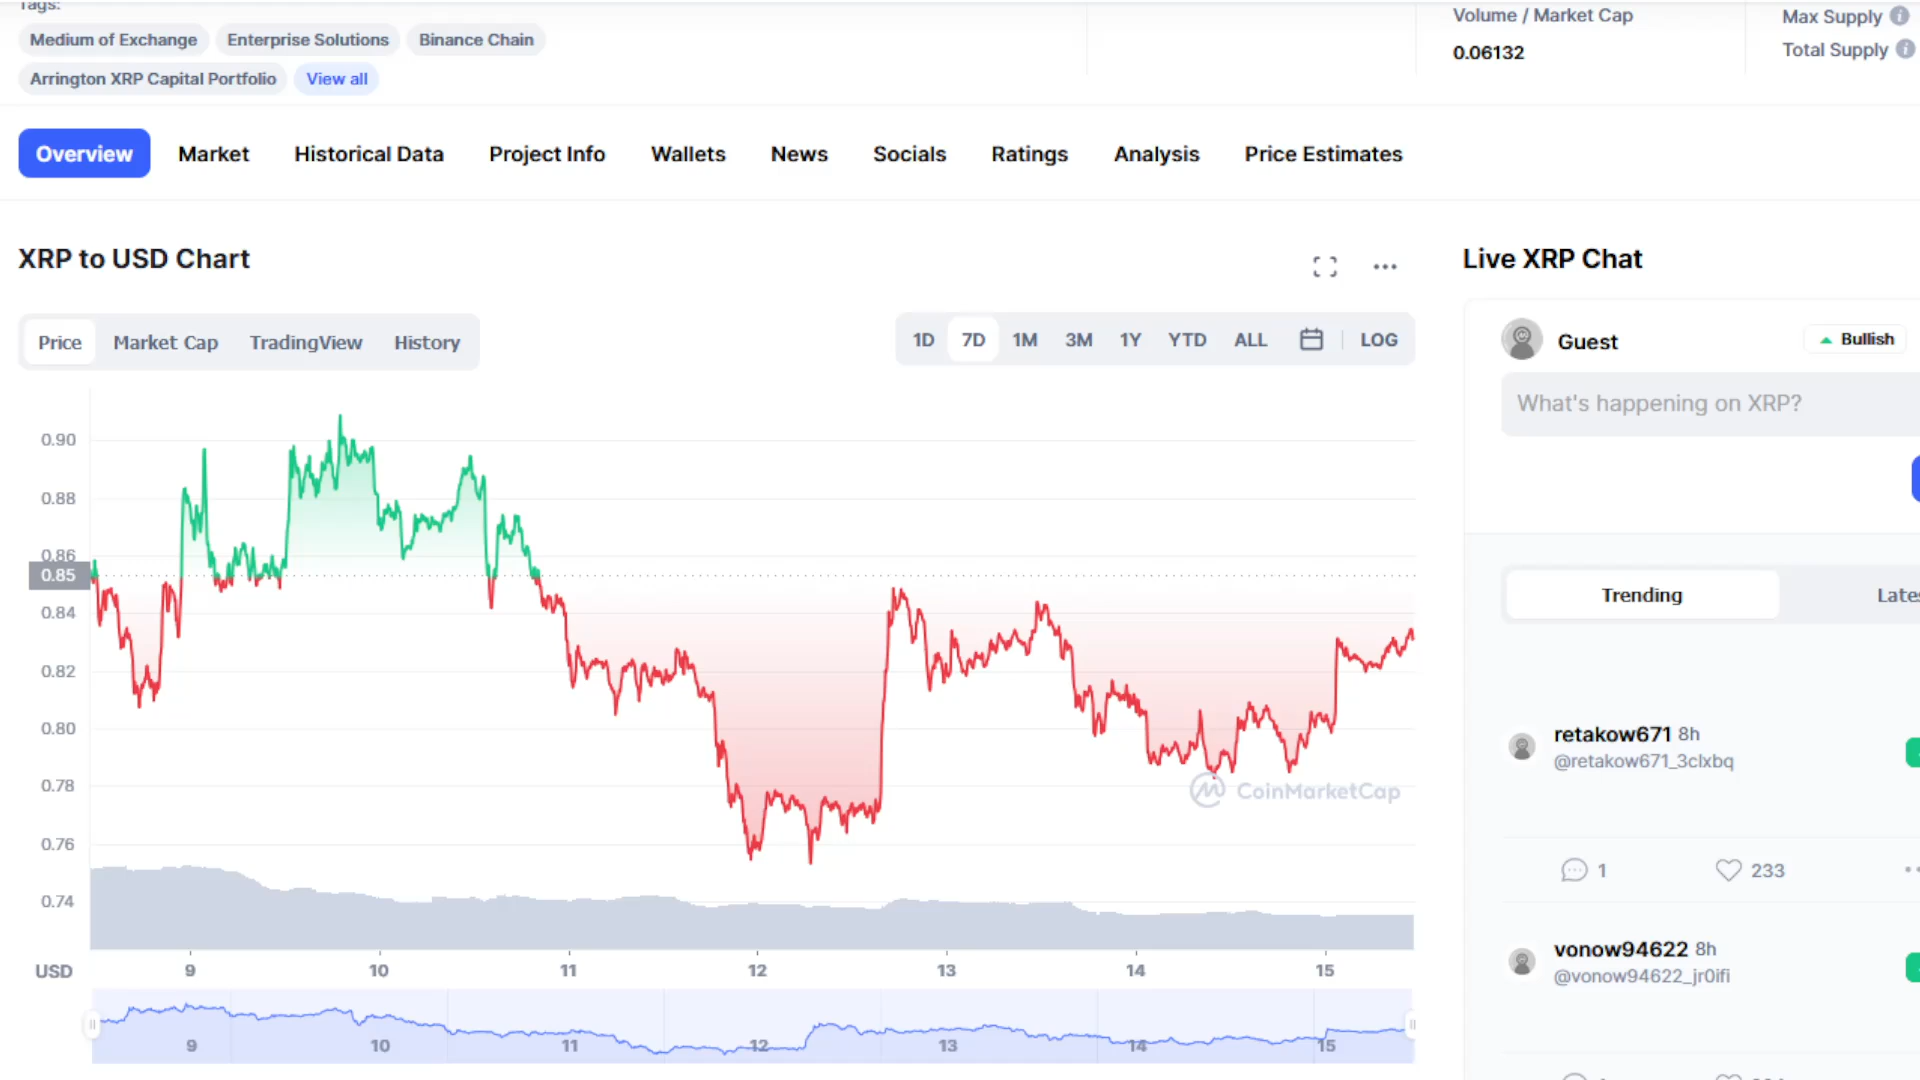 Tags:
Medium of Exchange Enterprise Solutions Binance Chain
Arrington XRP Capital Portfolio View all
Volume / Market Cap
0.06132
Max Supply
Total Supply
Overview Market Historical Data Project Info Wallets News Socials Ratings Analysis Price Estimates
XRP to USD Chart
Price Market Cap TradingView History
1D 7D 1M 3M 1Y YTD ALL LOG
0.90
0.88
0.86
0.85
0.84
0.82
0.80
0.78
0.76
0.74
CoinMarketCap
USD 9 10 11 12 13 14 15
9 10 11 12 13 14 15
Live XRP Chat
Guest
Bullish
What's happening on XRP?
Trending
retakow671 8h
@retakow671_3clxbq
1 233
vonow94622 8h
@vonow94622_jr0ifi